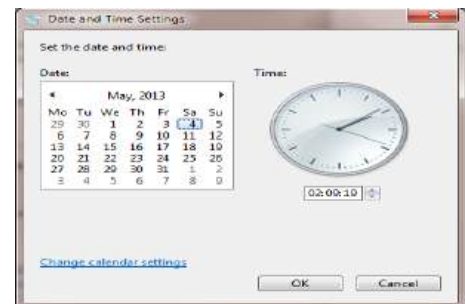 Date and Time Settings
Set the date and time:
Date:
Time:
May, 2013
Mo Tu We Th Fr Sa Su
29 30 1 2 3 4 5
6 7 8 9 10 11 12
13 14 15 16 17 18 19
20 21 22 23 24 25 26
27 28 29 30 31 1 2
3 4 5 6 7 8 9
02:09:19
Change calendar settings
OK Cancel